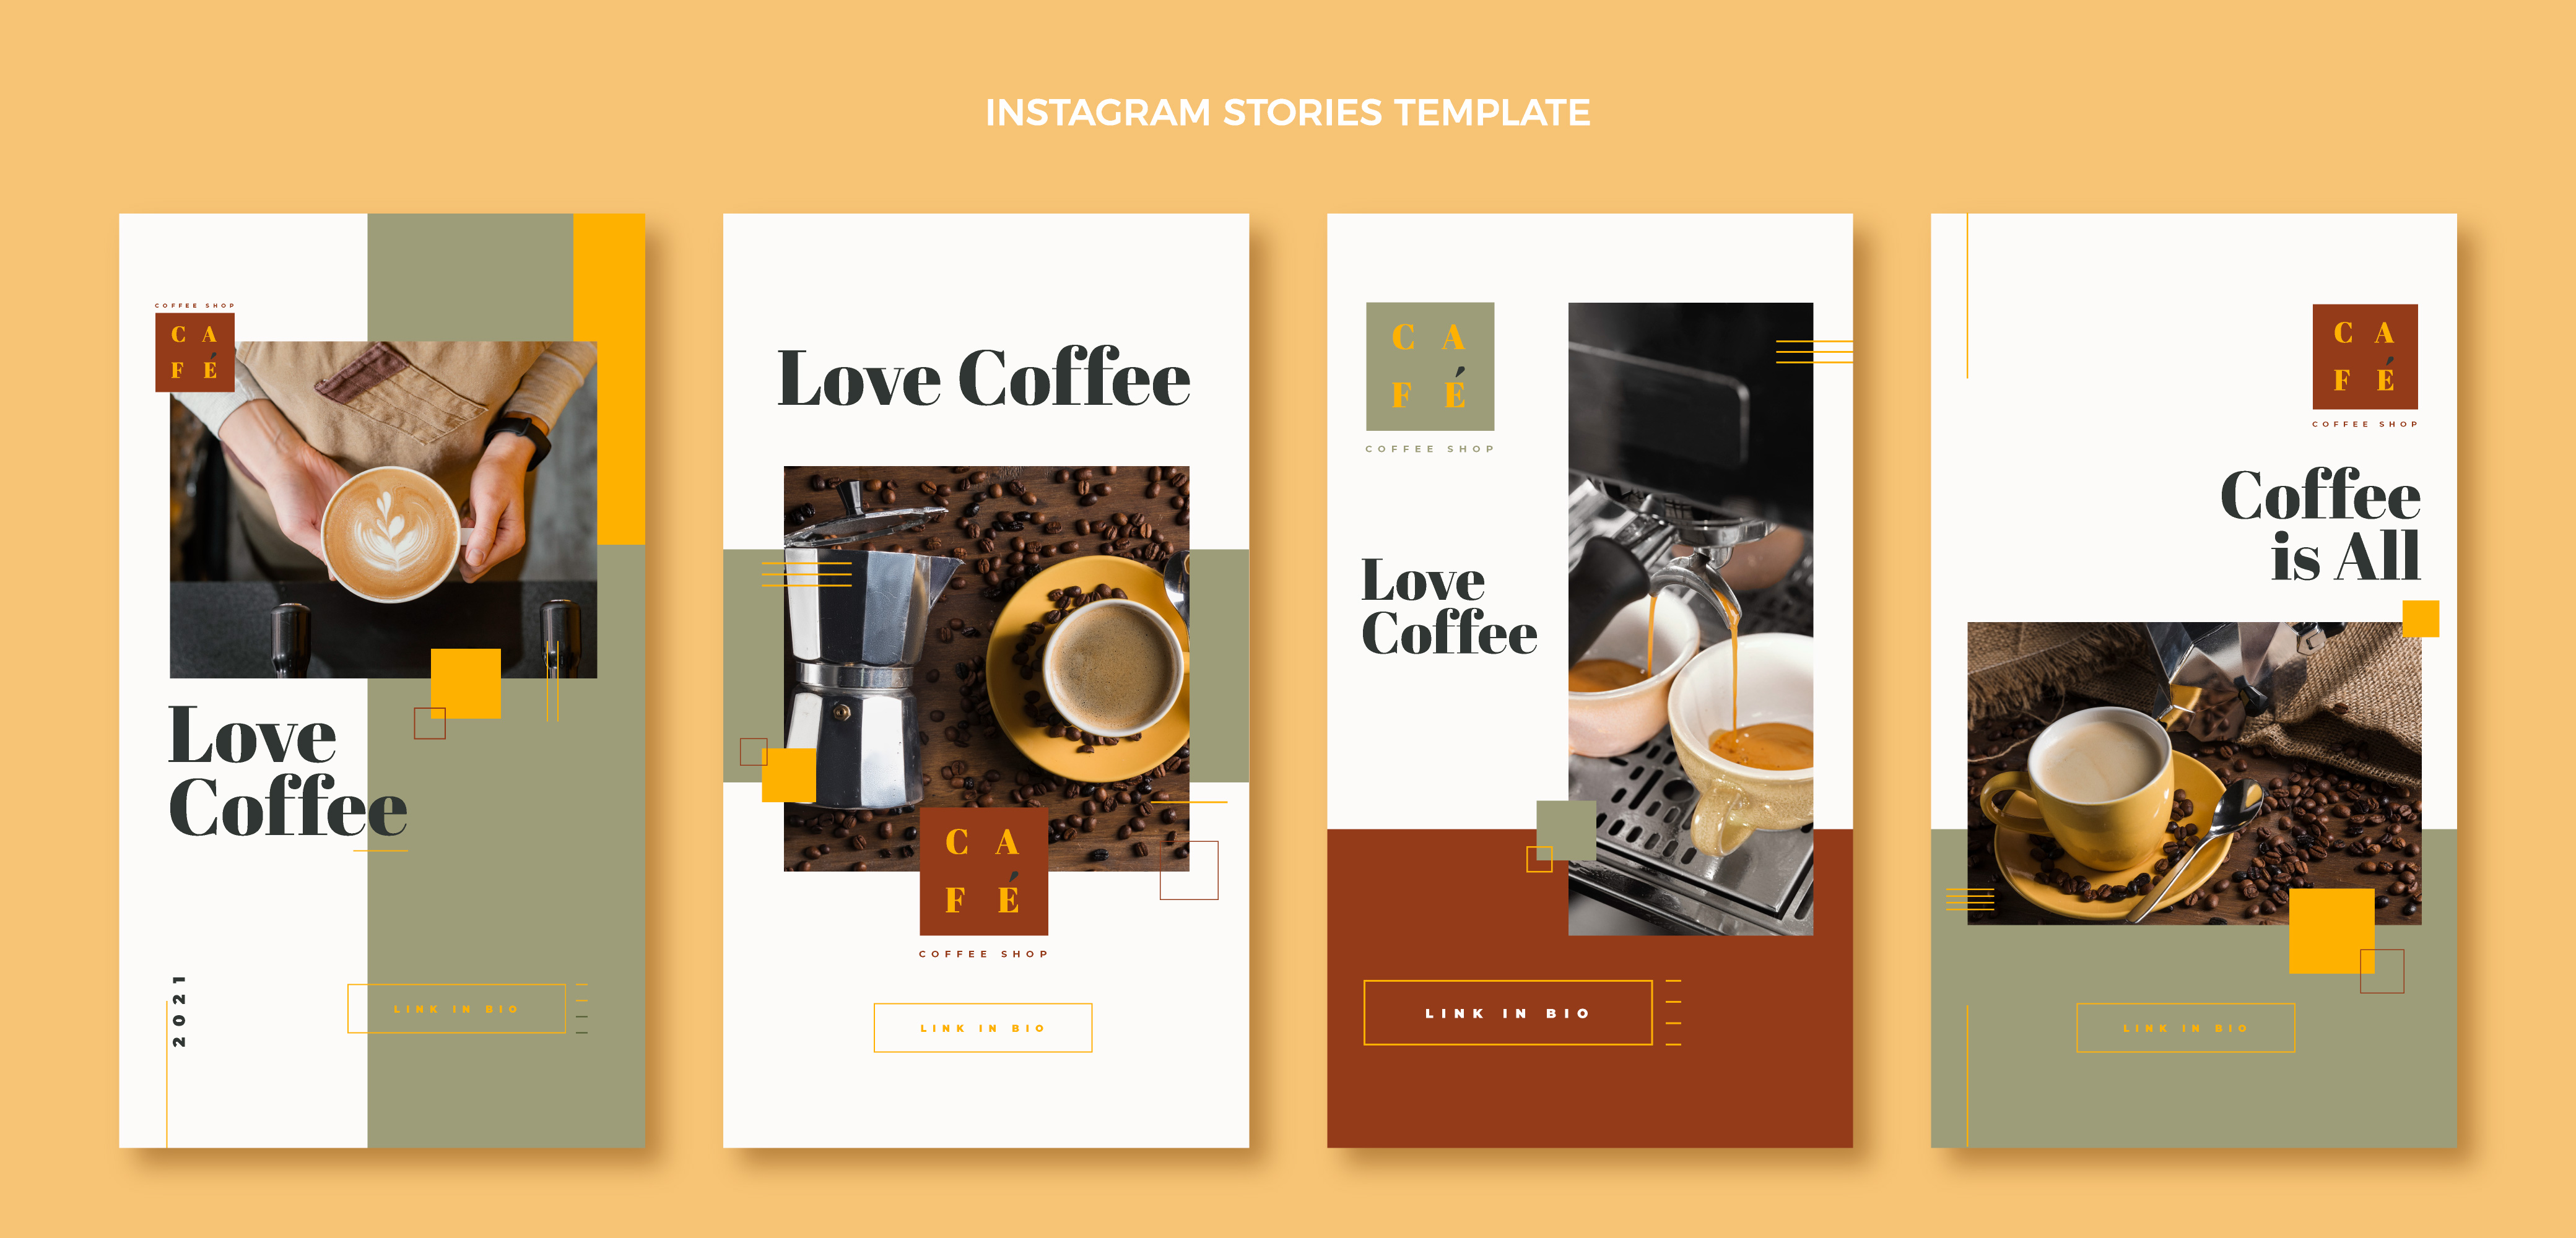 INSTAGRAM STORIES TEMPLATE
COFFEE SHOP
C A
F É
Love
Coffee
2021
LINK IN BIO
Love Coffee
C A
F É
COFFEE SHOP
LINK IN BIO
C A
F É
COFFEE SHOP
Love
Coffee
LINK IN BIO
C A
F É
COFFEE SHOP
Coffee
is All
LINK IN BIO